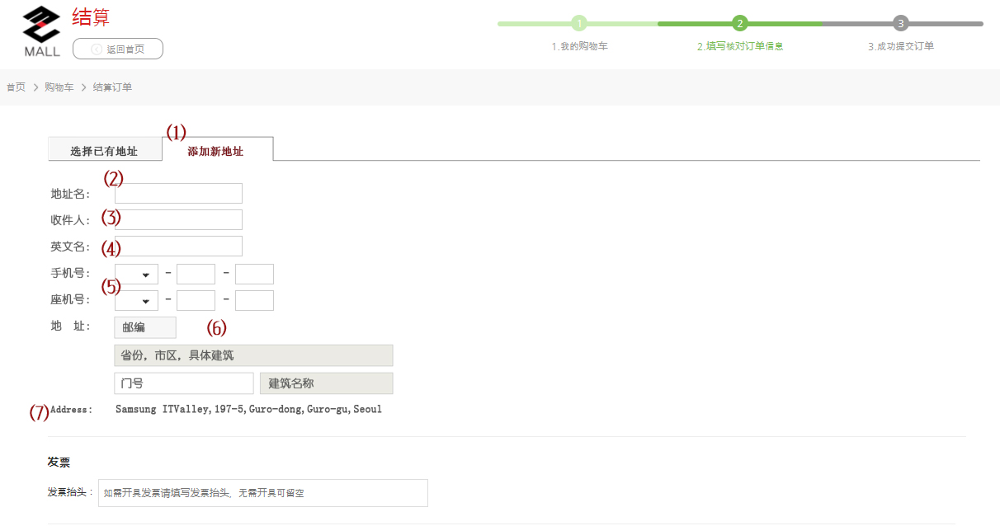 结算
MALL
返回首页
1 2 3
1.我的购物车 2.填写核对订单信息 3.成功提交订单
首页 > 购物车 > 结算订单
(1)
选择已有地址 添加新地址
(2)
地址名:
收件人: (3)
英文名: (4)
手机号: - -
(5)
座机号: - -
地 址: 邮编 (6)
省份, 市区, 具体建筑
门号 建筑名称
(7) Address: Samsung ITValley,197-5,Guro-dong,Guro-gu,Seoul
发票
发票抬头 : 如需开具发票请填写发票抬头、无需开具可留空